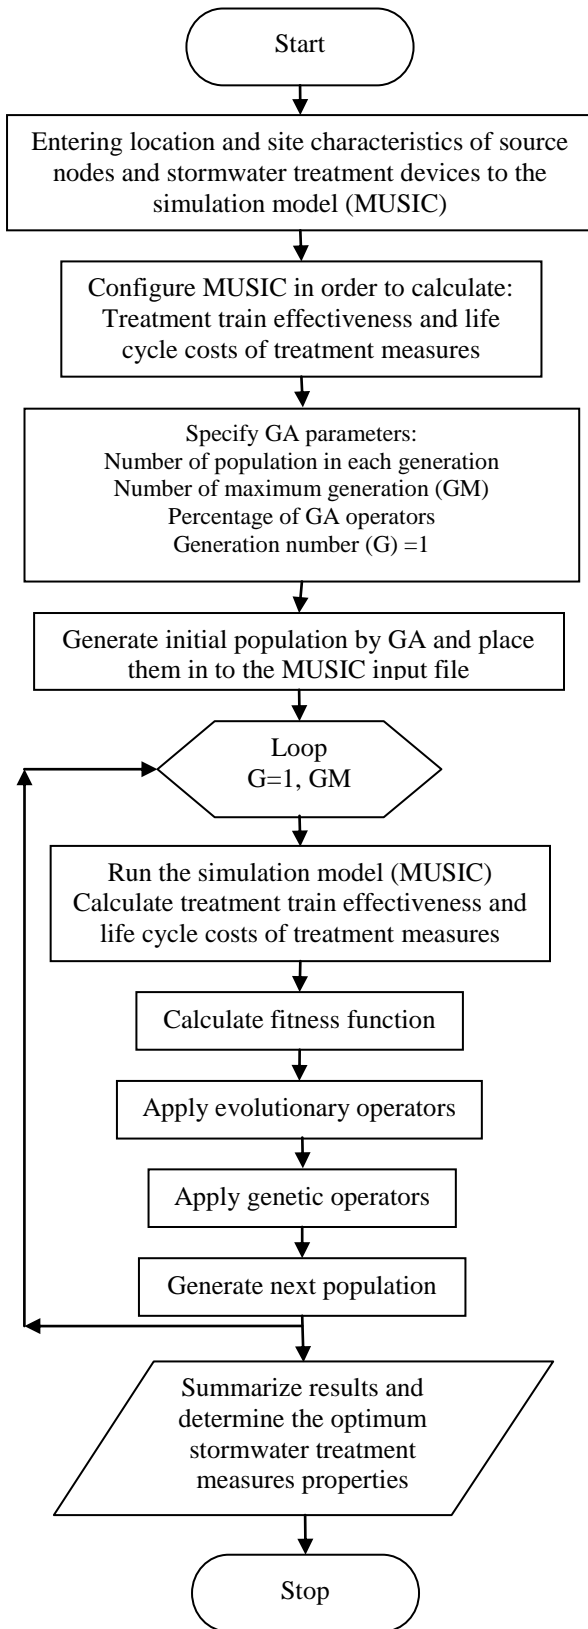 Start
Entering location and site characteristics of source
nodes and stormwater treatment devices to the
simulation model (MUSIC)
Configure MUSIC in order to calculate:
Treatment train effectiveness and life
cycle costs of treatment measures
Specify GA parameters:
Number of population in each generation
Number of maximum generation (GM)
Percentage of GA operators
Generation number (G) =1
Generate initial population by GA and place
them in to the MUSIC input file
Loop
G=1, GM
Run the simulation model (MUSIC)
Calculate treatment train effectiveness and
life cycle costs of treatment measures
Calculate fitness function
Apply evolutionary operators
Apply genetic operators
Generate next population
Summarize results and
determine the optimum
stormwater treatment
measures properties
Stop